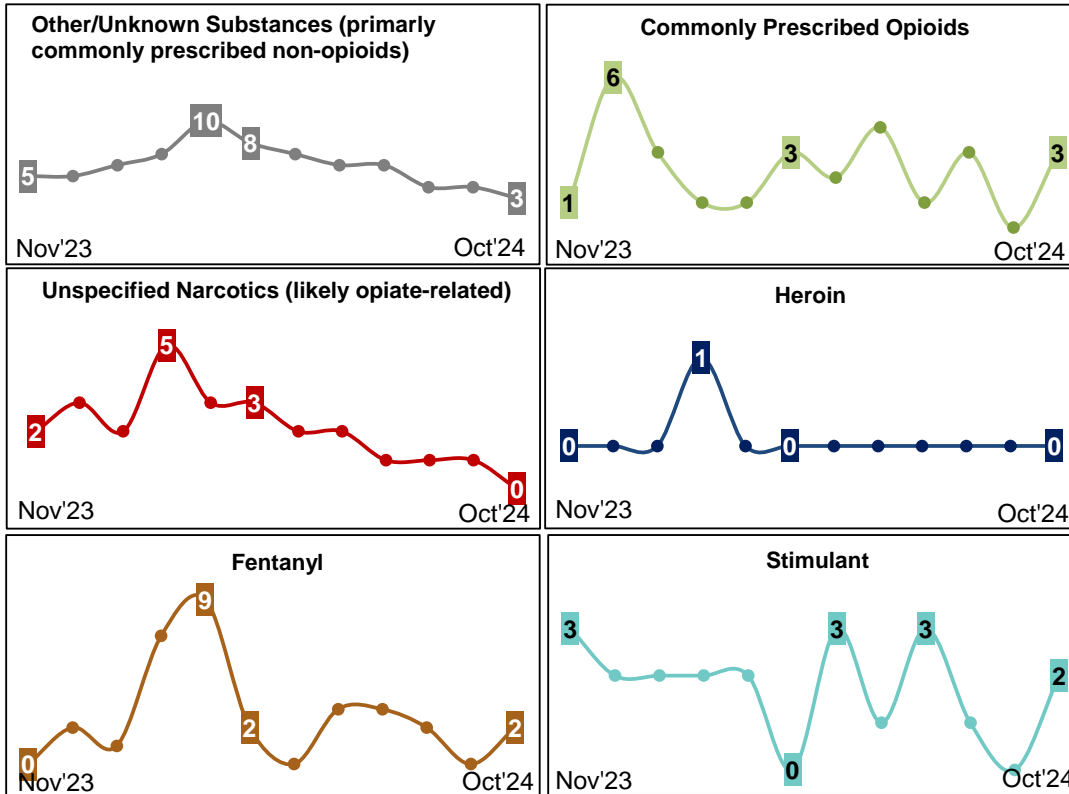 Other/Unknown Substances (primarly
commonly prescribed non-opioids)
5
10
8
3
Nov'23
Oct'24
Commonly Prescribed Opioids
1
6
3
3
Nov'23
Oct'24
Unspecified Narcotics (likely opiate-related)
2
5
3
0
Nov'23
Oct'24
Heroin
0
1
0
0
Nov'23
Oct'24
Fentanyl
0
9
2
2
Nov'23
Oct'24
Stimulant
3
0
3
3
2
Nov'23
Oct'24